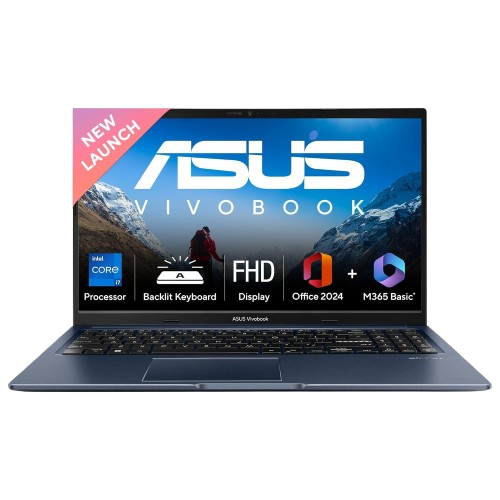 NEW
LAUNCH
ASUS
VIVOBOOK
intel
CORE
i7
Processor
A
Backlit Keyboard
FHD
Display
Office 2024
+
M365 Basic*
ASUS Vivobook